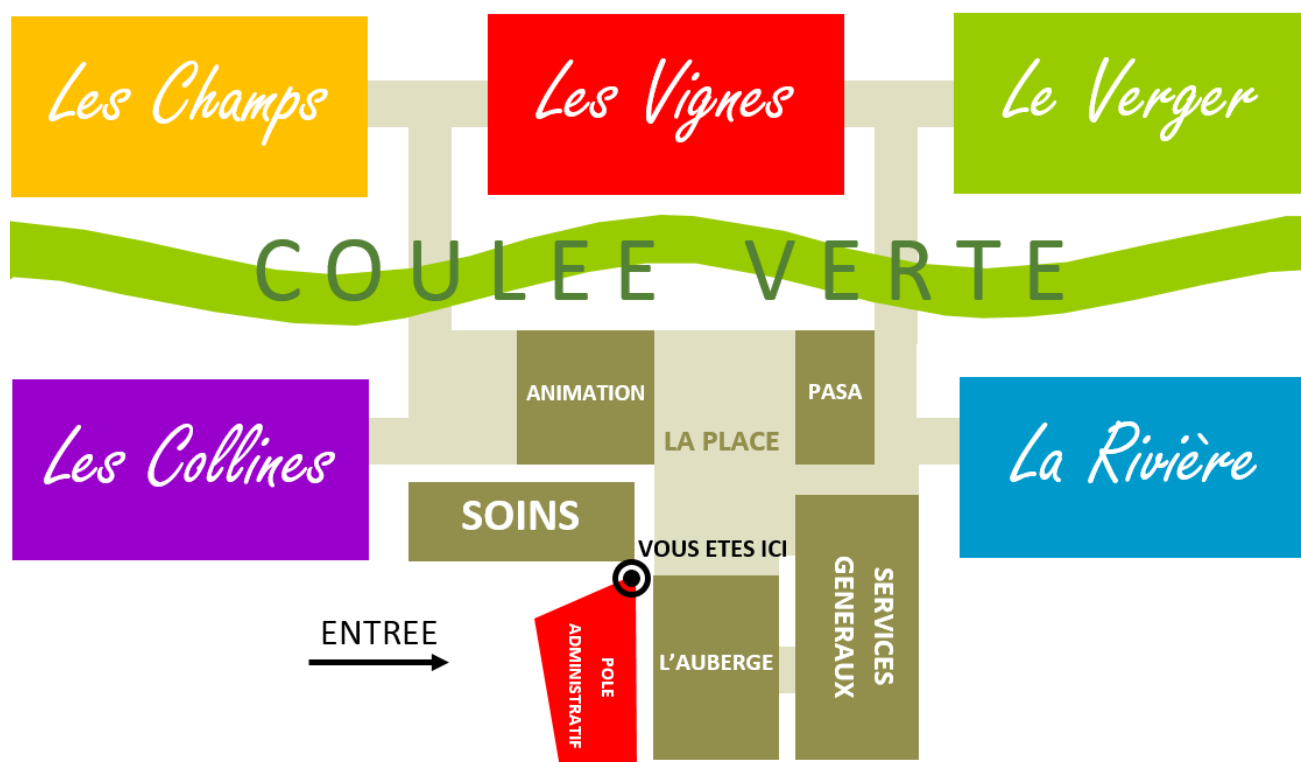 Les Champs
Les Vignes
Le Verger
COULEE VERTE
ANIMATION
PASA
LA PLACE
Les Collines
La Rivière
SOINS
VOUS ETES ICI
ENTREE
POLE
ADMINISTRATIF
L'AUBERGE
SERVICES
GENERAUX